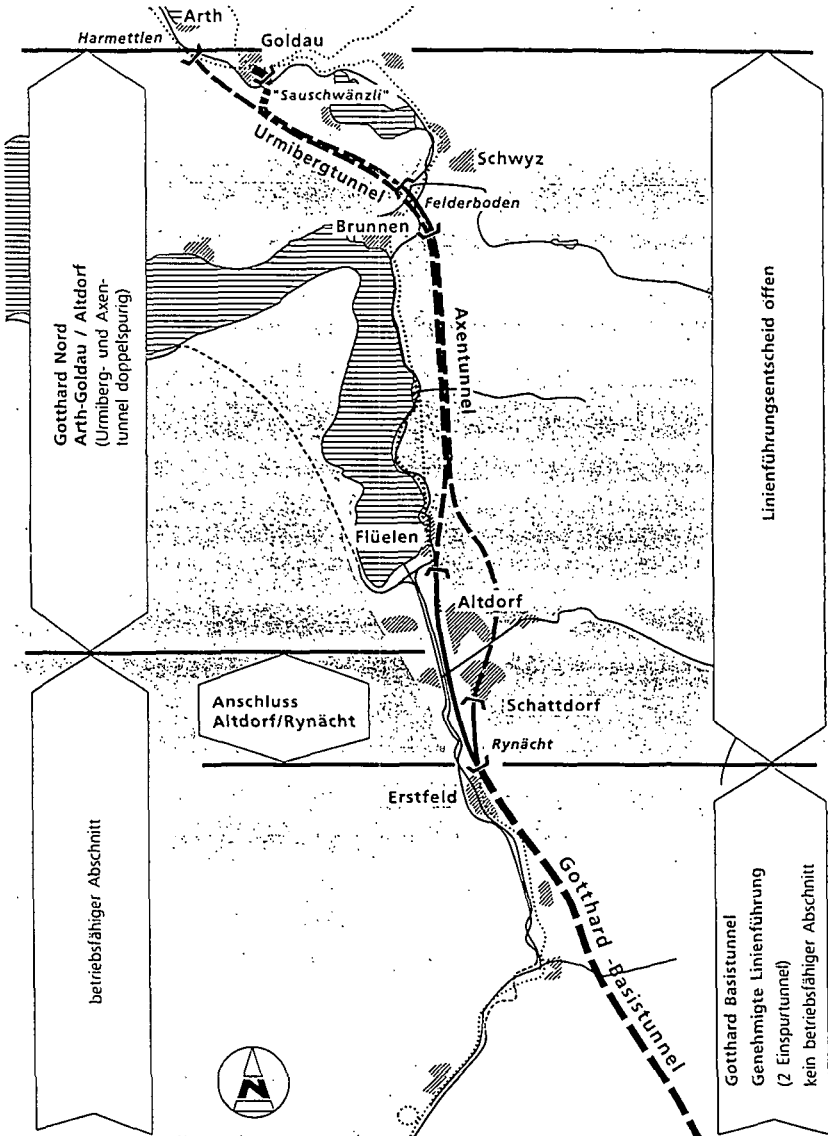 Arth
Harmettlen
Goldau
"Sauschwänzli"
Urmibergtunnel
Schwyz
Felderboden
Brunnen
Axentunnel
Flüelen
Altdorf
Schattdorf
Rynächt
Erstfeld
Gotthard -Basistunnel
Gotthard Nord
Arth-Goldau / Altdorf
(Urmiberg- und Axen-
tunnel doppelspurig)
Anschluss
Altdorf/Rynächt
betriebsfähiger Abschnitt
Linienführungsentscheid offen
Gotthard Basistunnel
Genehmigte Linienführung
(2 Einspurtunnel)
kein betriebsfähiger Abschnitt
N